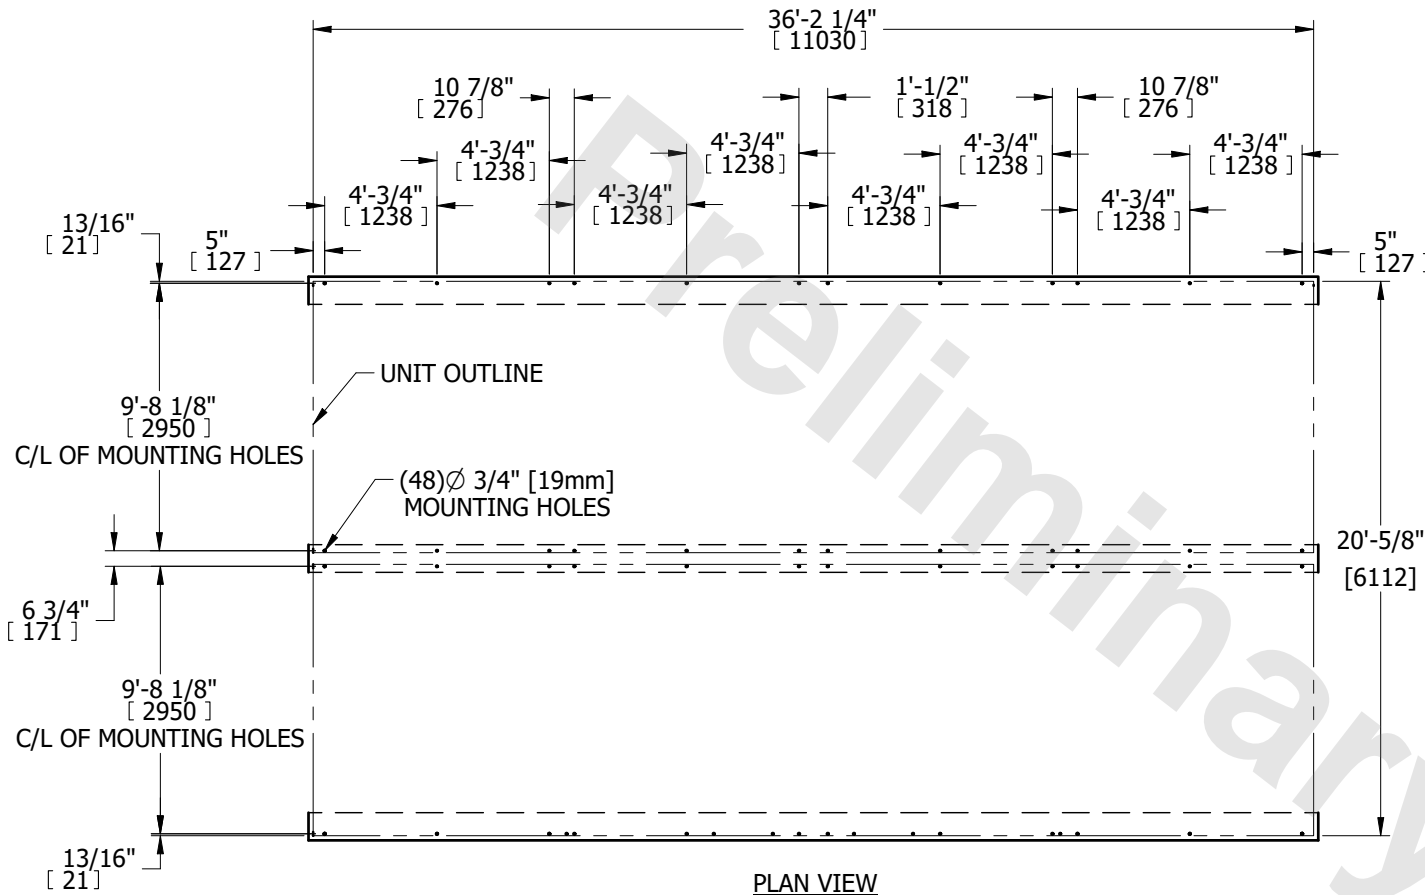 36'-2 1/4"
[ 11030 ]
10 7/8"
[ 276 ]
1'-1/2"
[ 318 ]
10 7/8"
[ 276 ]
4'-3/4"
[ 1238 ]
4'-3/4"
[ 1238 ]
4'-3/4"
[ 1238 ]
4'-3/4"
[ 1238 ]
4'-3/4"
[ 1238 ]
4'-3/4"
[ 1238 ]
4'-3/4"
[ 1238 ]
4'-3/4"
[ 1238 ]
13/16"
[ 21 ]
5"
[ 127 ]
5"
[ 127 ]
UNIT OUTLINE
9'-8 1/8"
[ 2950 ]
C/L OF MOUNTING HOLES
(48)∅ 3/4" [19mm]
MOUNTING HOLES
20'-5/8"
[6112]
6 3/4"
[ 171 ]
9'-8 1/8"
[ 2950 ]
C/L OF MOUNTING HOLES
13/16"
[ 21 ]
PLAN VIEW
Preliminary